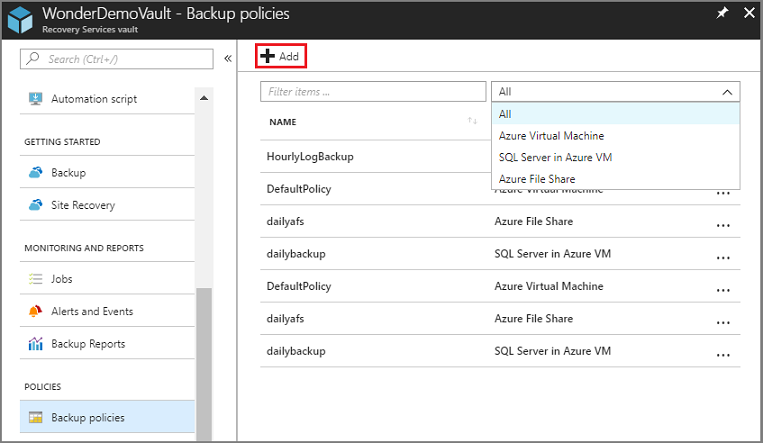 WonderDemoVault - Backup policies
Recovery Services vault
Search (Ctrl+/)
«
Automation script
GETTING STARTED
Backup
Site Recovery
MONITORING AND REPORTS
Jobs
Alerts and Events
Backup Reports
POLICIES
Backup policies
Add
Filter items ...
All
All
Azure Virtual Machine
SQL Server in Azure VM
Azure File Share
NAME
HourlyLogBackup
DefaultPolicy Azure Virtual Machine ...
dailyafs Azure File Share ...
dailybackup SQL Server in Azure VM ...
DefaultPolicy Azure Virtual Machine ...
dailyafs Azure File Share ...
dailybackup SQL Server in Azure VM ...